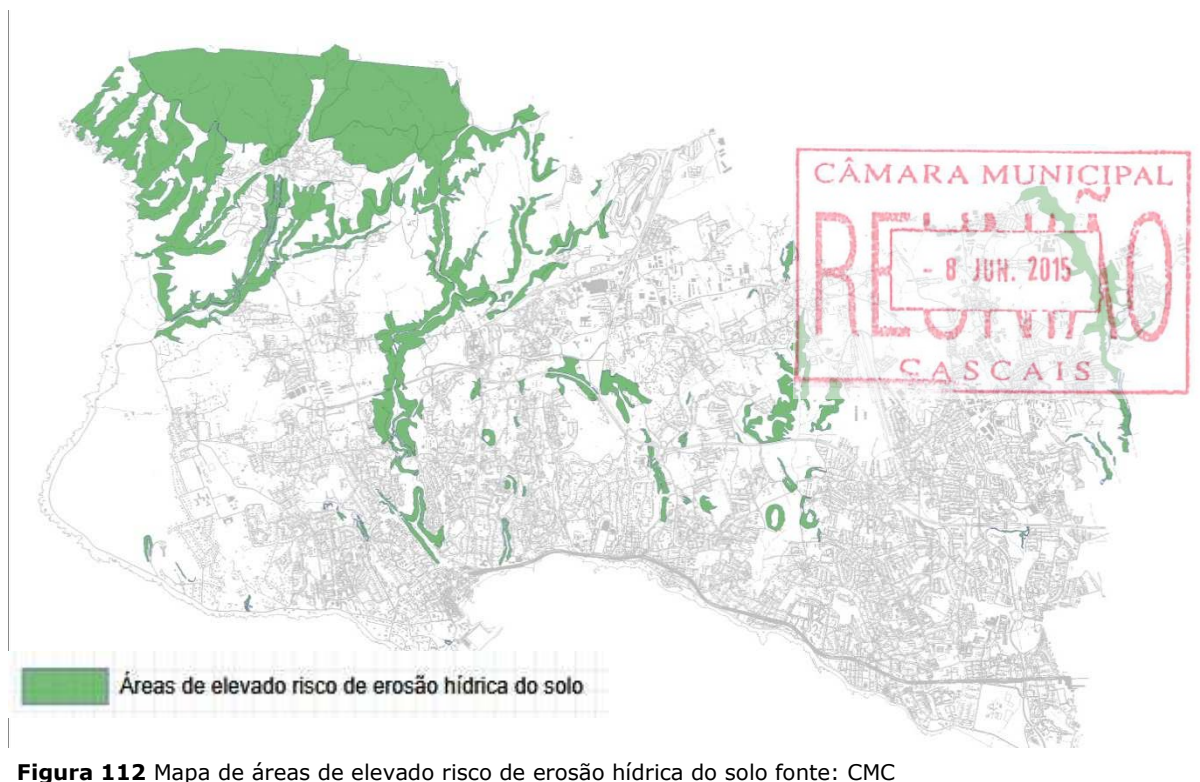 CÂMARA MUNICIPAL
REUNIÃO
- 8 JUN. 2015
CASCAIS
Áreas de elevado risco de erosão hídrica do solo
Figura 112 Mapa de áreas de elevado risco de erosão hídrica do solo fonte: CMC